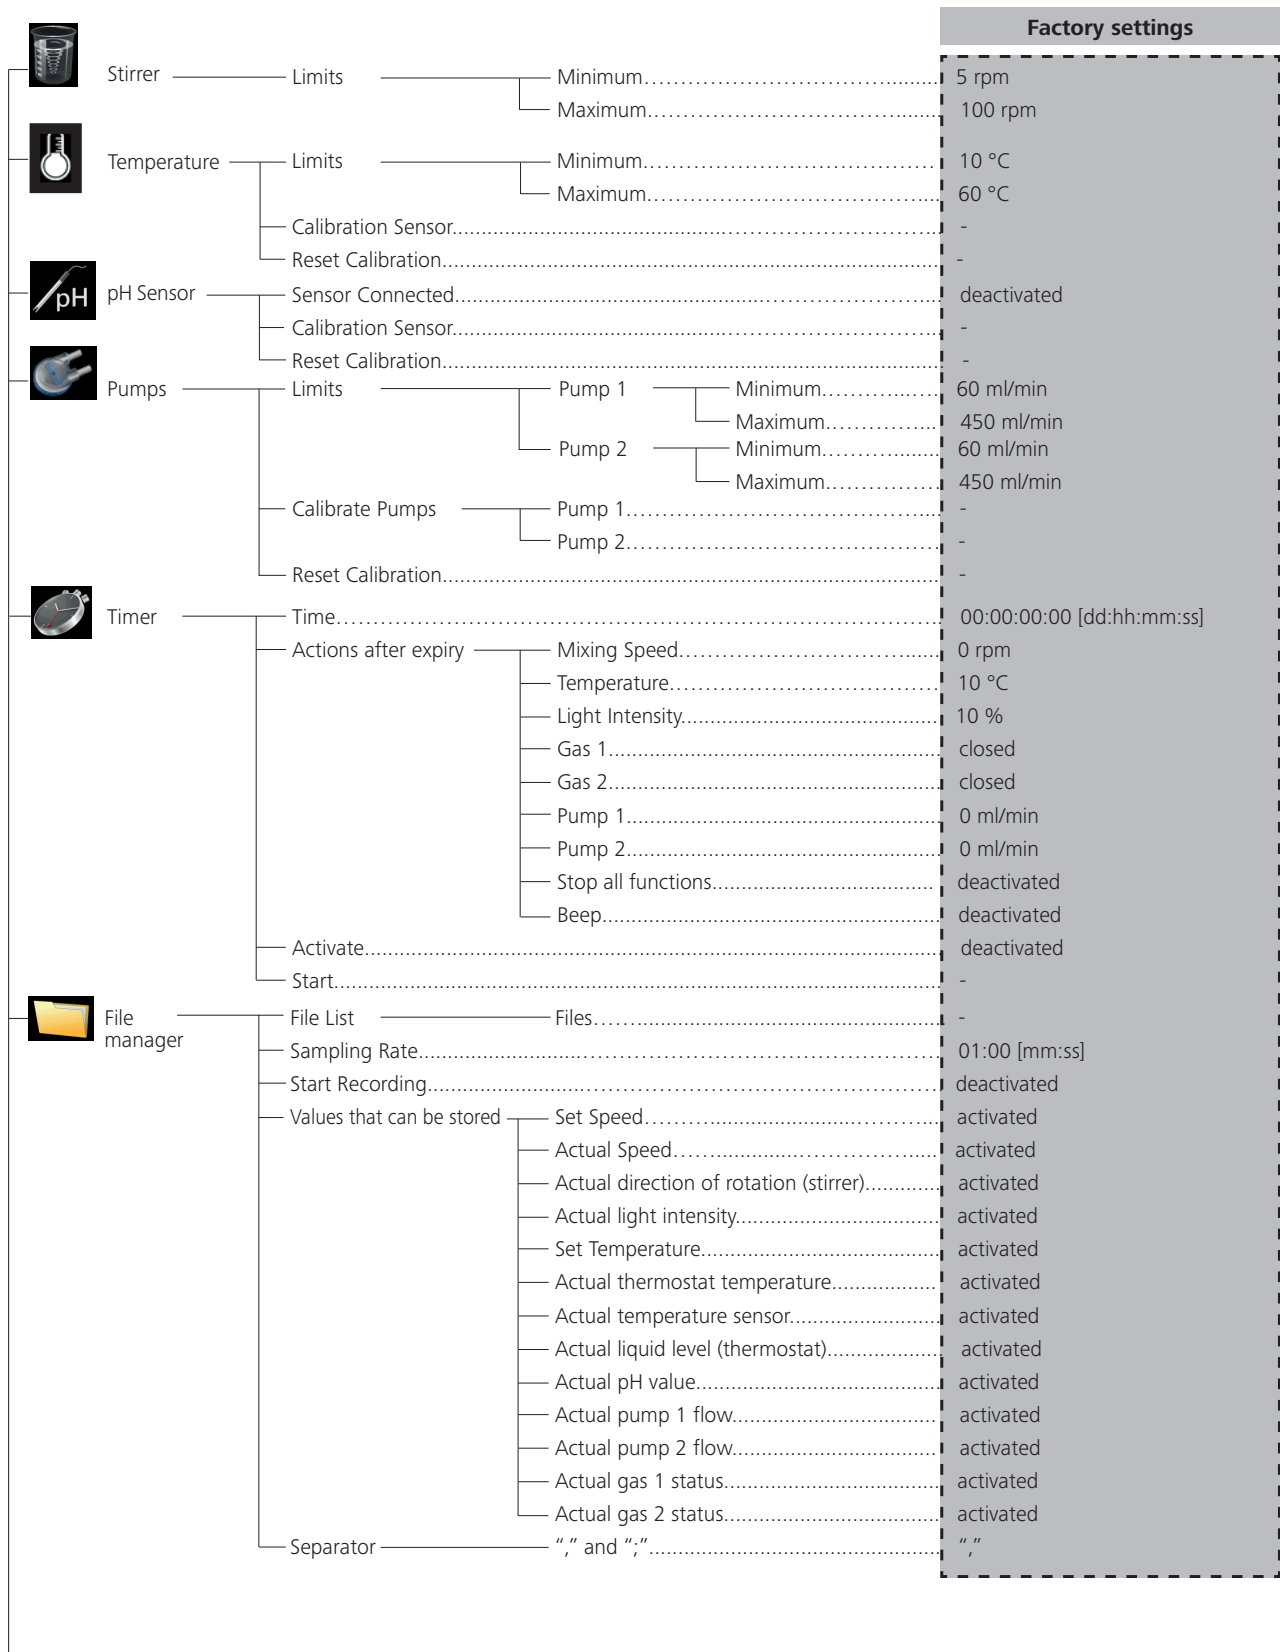 Factory settings
Stirrer Limits Minimum 5 rpm
Maximum 100 rpm
Temperature Limits Minimum 10 °C
Maximum 60 °C
Calibration Sensor -
Reset Calibration -
pH
pH Sensor Sensor Connected deactivated
Calibration Sensor -
Reset Calibration -
Pumps Limits Pump 1 Minimum 60 ml/min
Maximum 450 ml/min
Pump 2 Minimum 60 ml/min
Maximum 450 ml/min
Calibrate Pumps Pump 1 -
Pump 2 -
Reset Calibration -
Timer Time 00:00:00:00 [dd:hh:mm:ss]
Actions after expiry Mixing Speed 0 rpm
Temperature 10 °C
Light Intensity 10 %
Gas 1 closed
Gas 2 closed
Pump 1 0 ml/min
Pump 2 0 ml/min
Stop all functions deactivated
Beep deactivated
Activate deactivated
Start -
File File List Files -
manager
Sampling Rate 01:00 [mm:ss]
Start Recording deactivated
Values that can be stored Set Speed activated
Actual Speed activated
Actual direction of rotation (stirrer) activated
Actual light intensity activated
Set Temperature activated
Actual thermostat temperature activated
Actual temperature sensor activated
Actual liquid level (thermostat) activated
Actual pH value activated
Actual pump 1 flow activated
Actual pump 2 flow activated
Actual gas 1 status activated
Actual gas 2 status activated
Separator “,” and “;” “,”